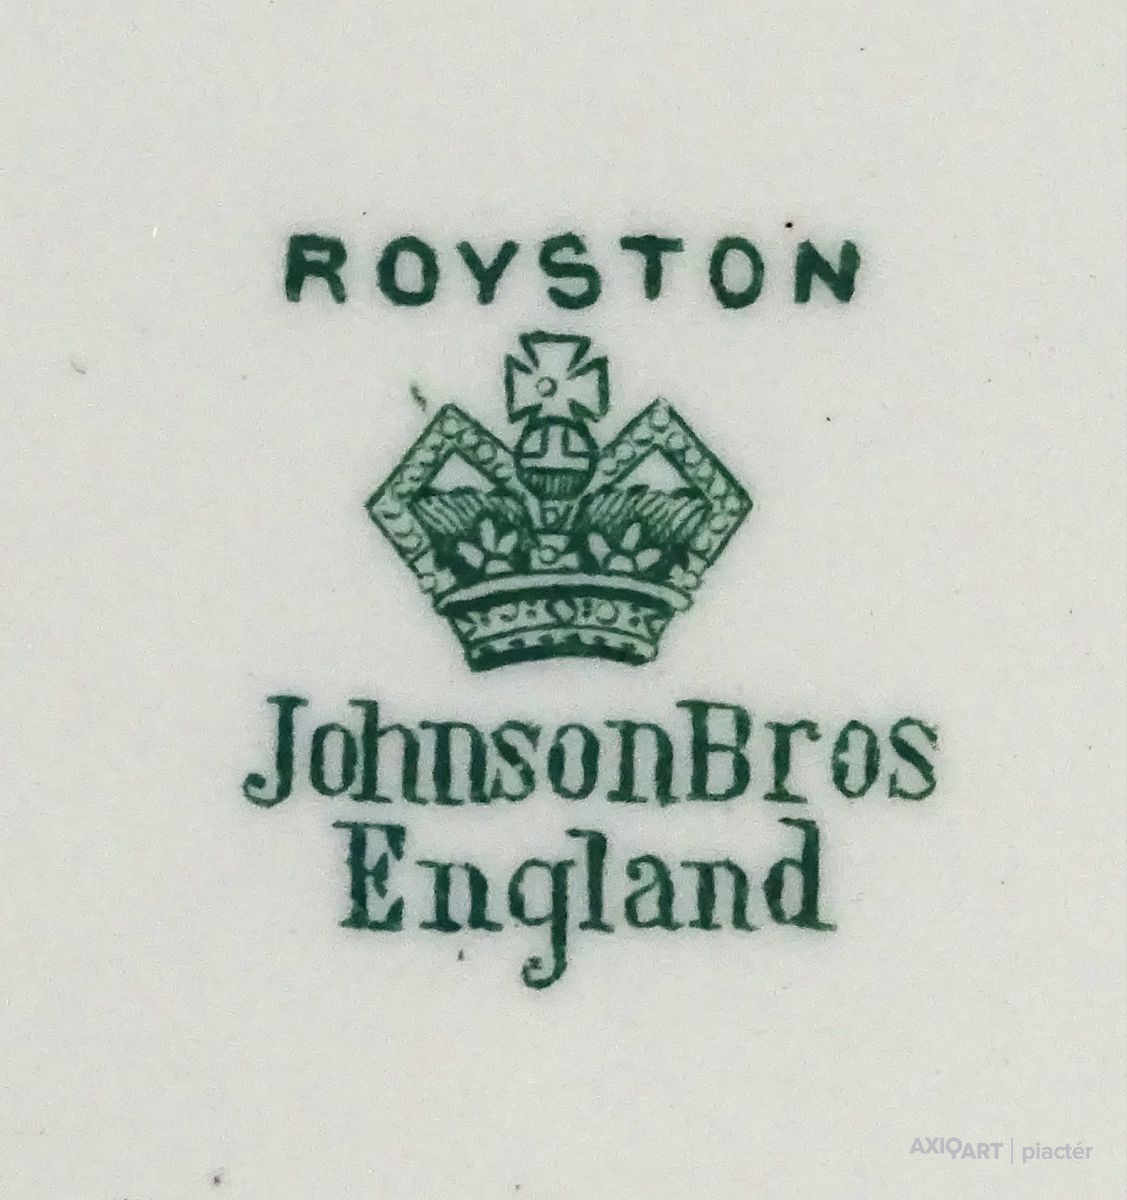 ROYSTON
JohnsonBros
England
AXIOART | piactér